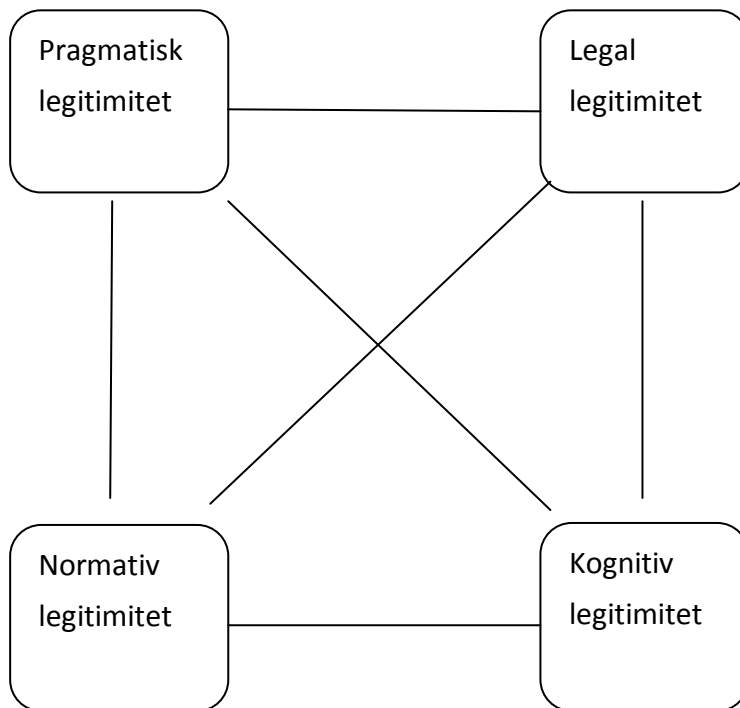 Pragmatisk
legitimitet
Legal
legitimitet
Normativ
legitimitet
Kognitiv
legitimitet